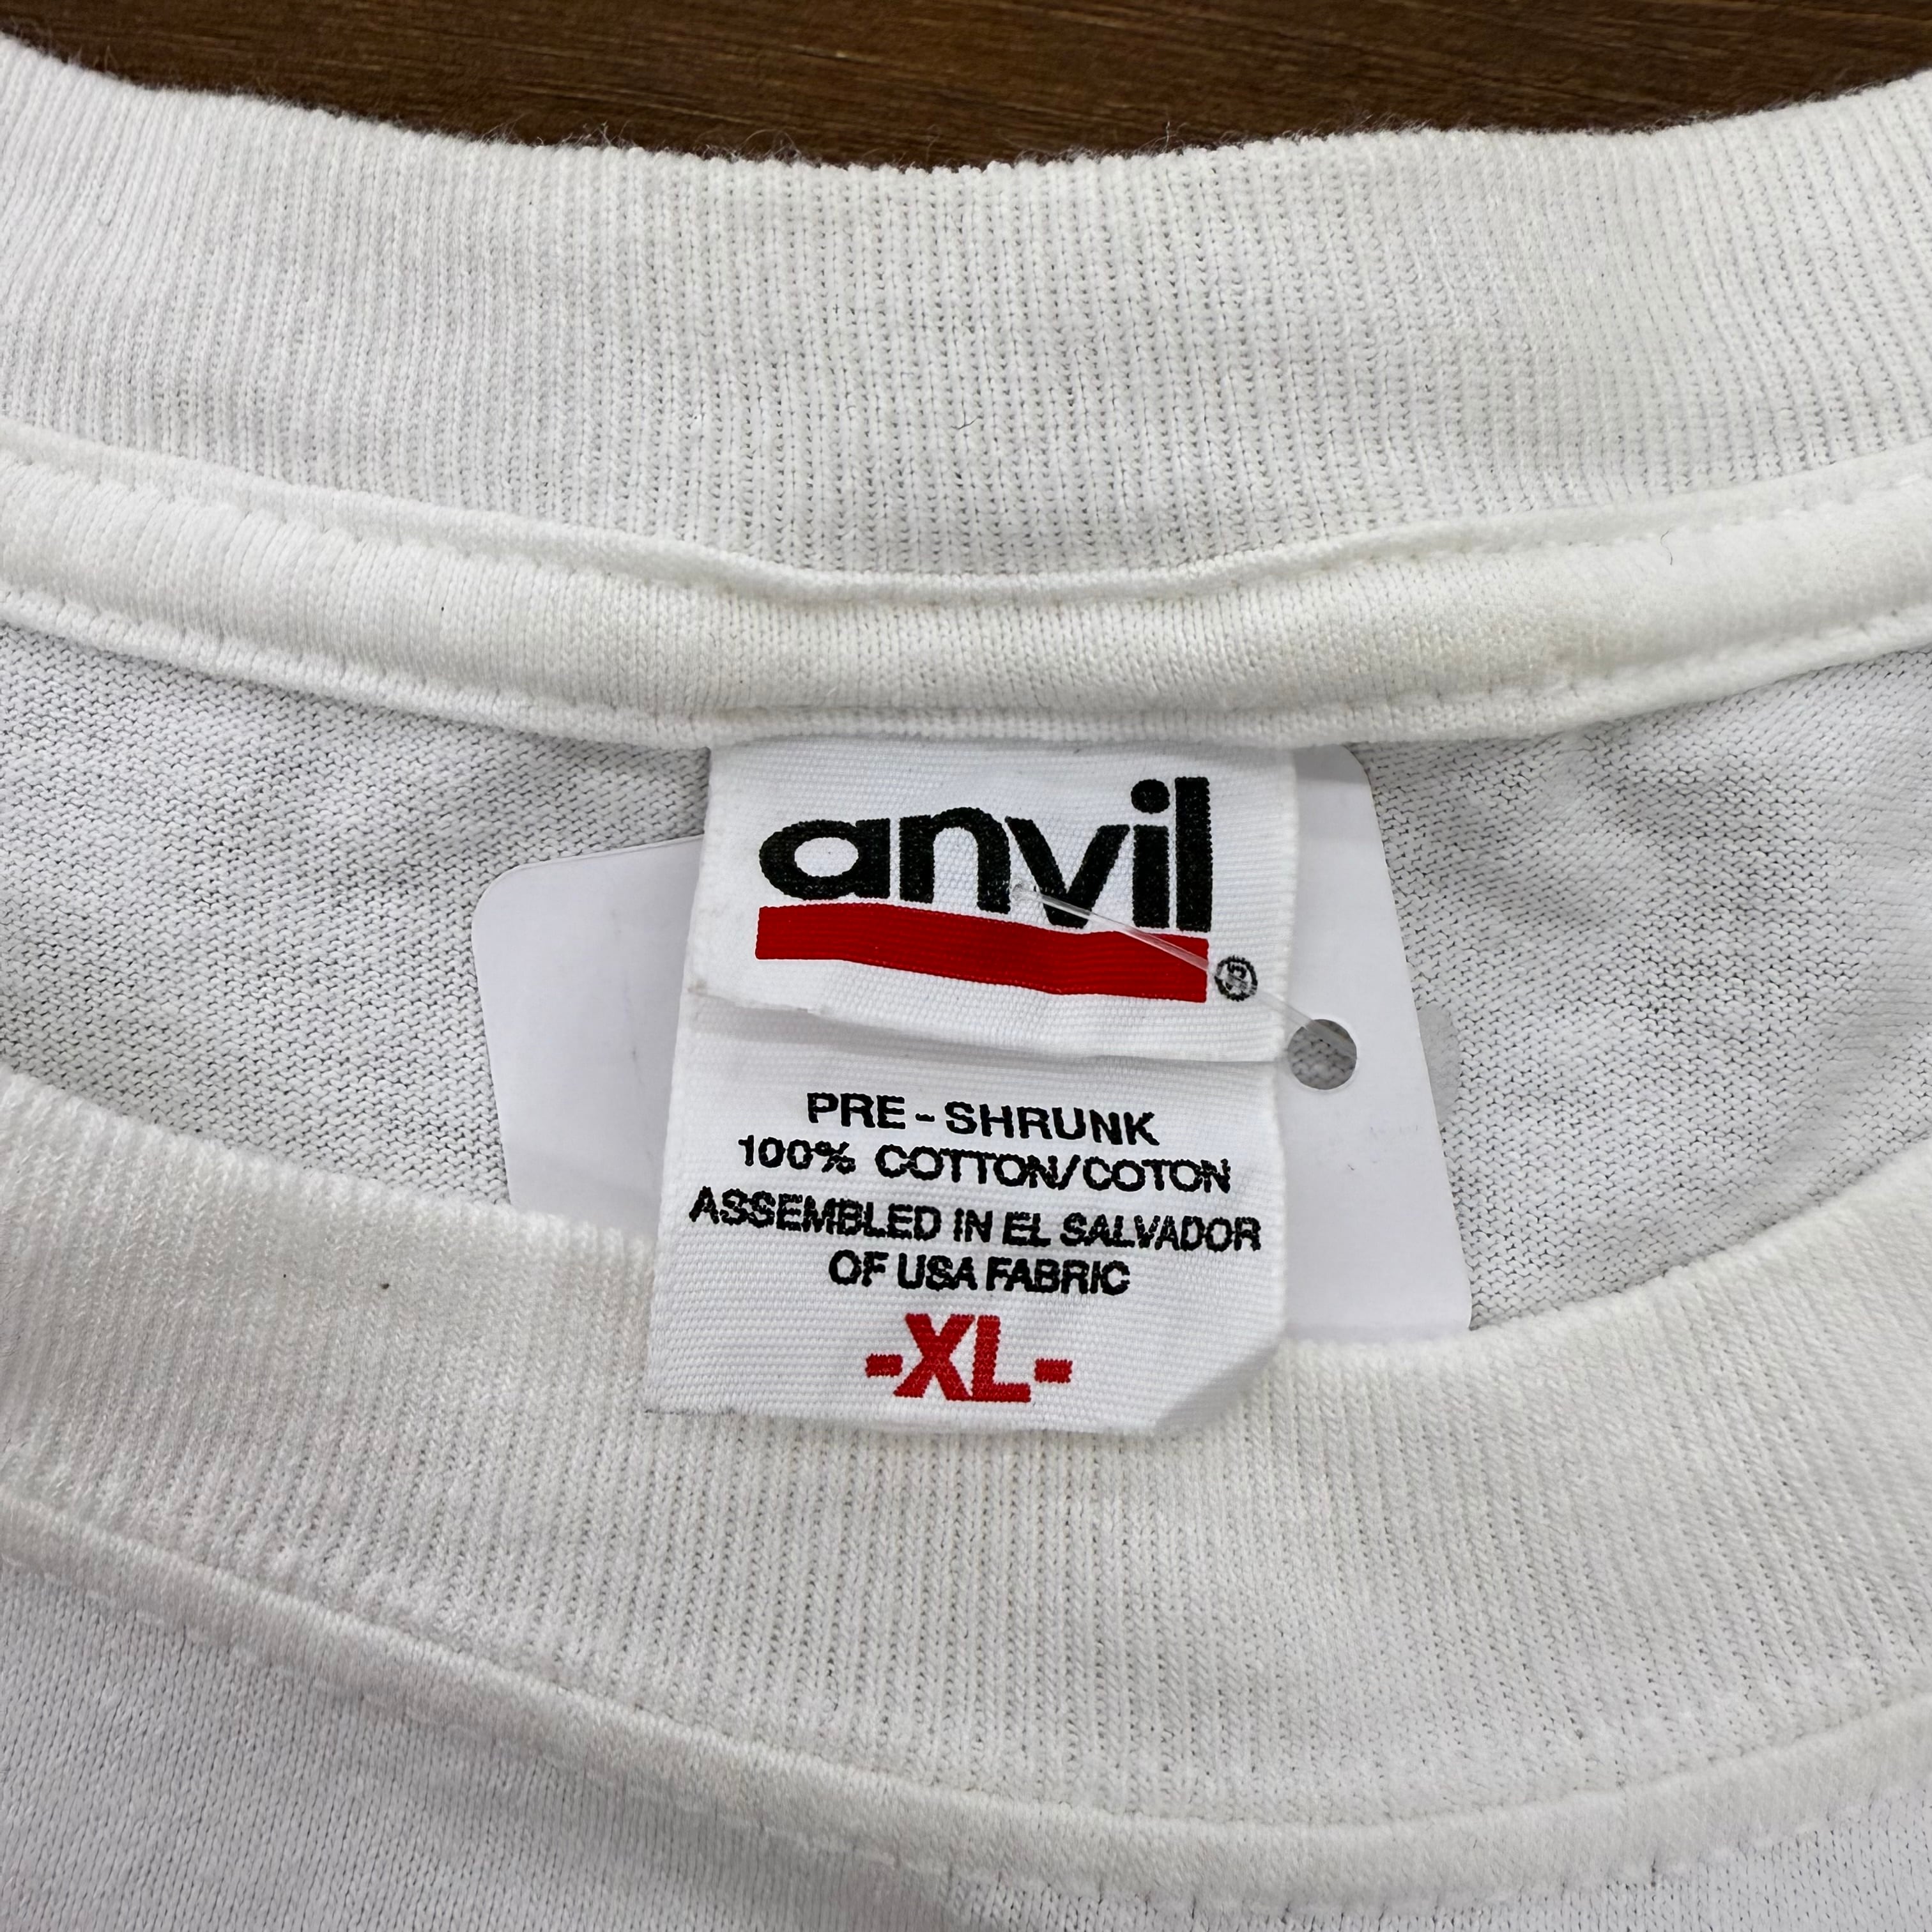 anvil®
PRE-SHRUNK
100% COTTON/COTON
ASSEMBLED IN EL SALVADOR
OF USA FABRIC
-XL-